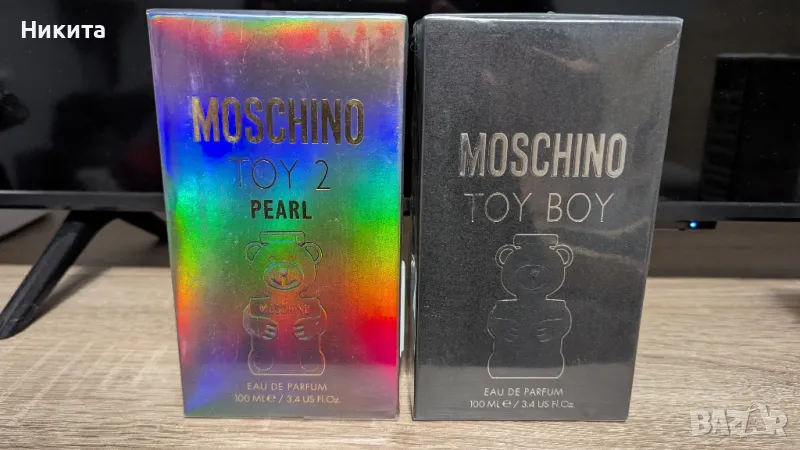 Никита
MOSCHINO
TOY 2
PEARL
MOSCHINO
EAU DE PARFUM
100 ML ℮ / 3.4 US Fl.Oz.
MOSCHINO
TOY BOY
EAU DE PARFUM
100 ML ℮ / 3.4 US Fl.Oz.
BAZAR